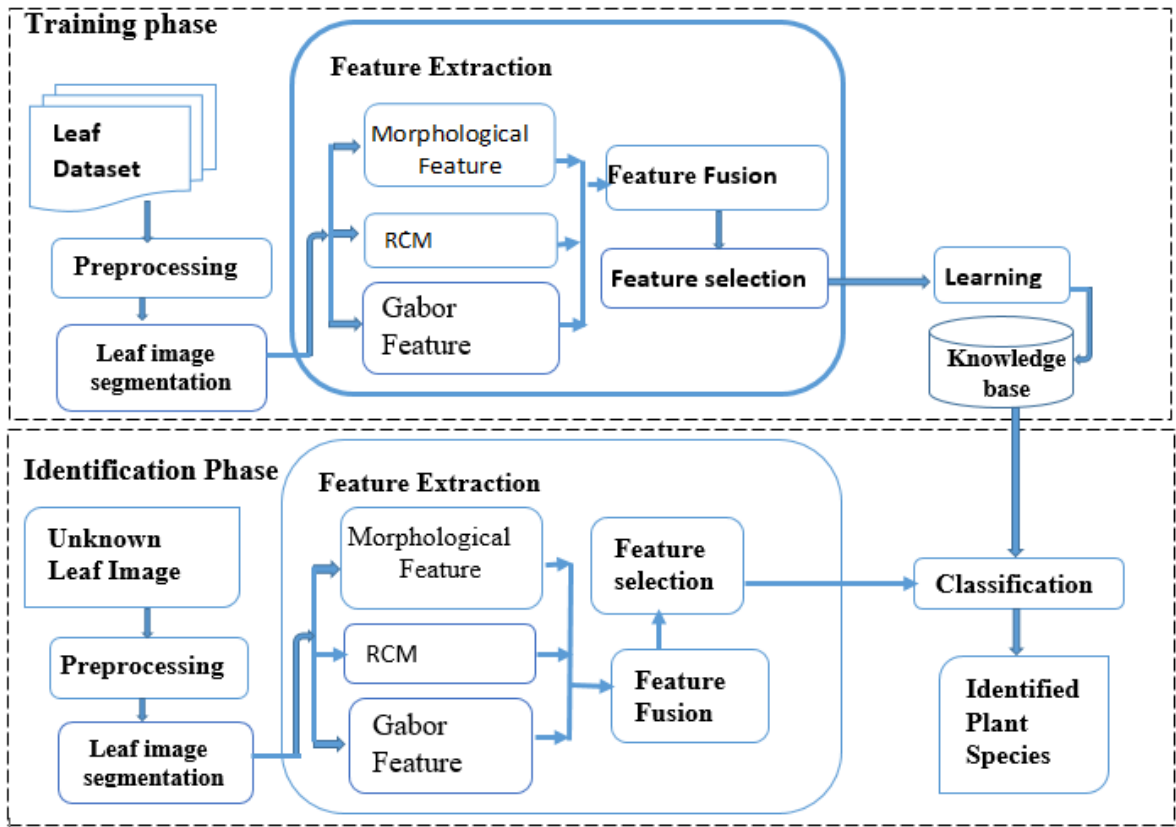 Training phase
Leaf
Dataset
Preprocessing
Leaf image
segmentation
Feature Extraction
Morphological
Feature
RCM
Gabor
Feature
Feature Fusion
Feature selection
Learning
Knowledge
base
Identification Phase
Unknown
Leaf Image
Preprocessing
Leaf image
segmentation
Feature Extraction
Morphological
Feature
RCM
Gabor
Feature
Feature
selection
Feature
Fusion
Classification
Identified
Plant
Species